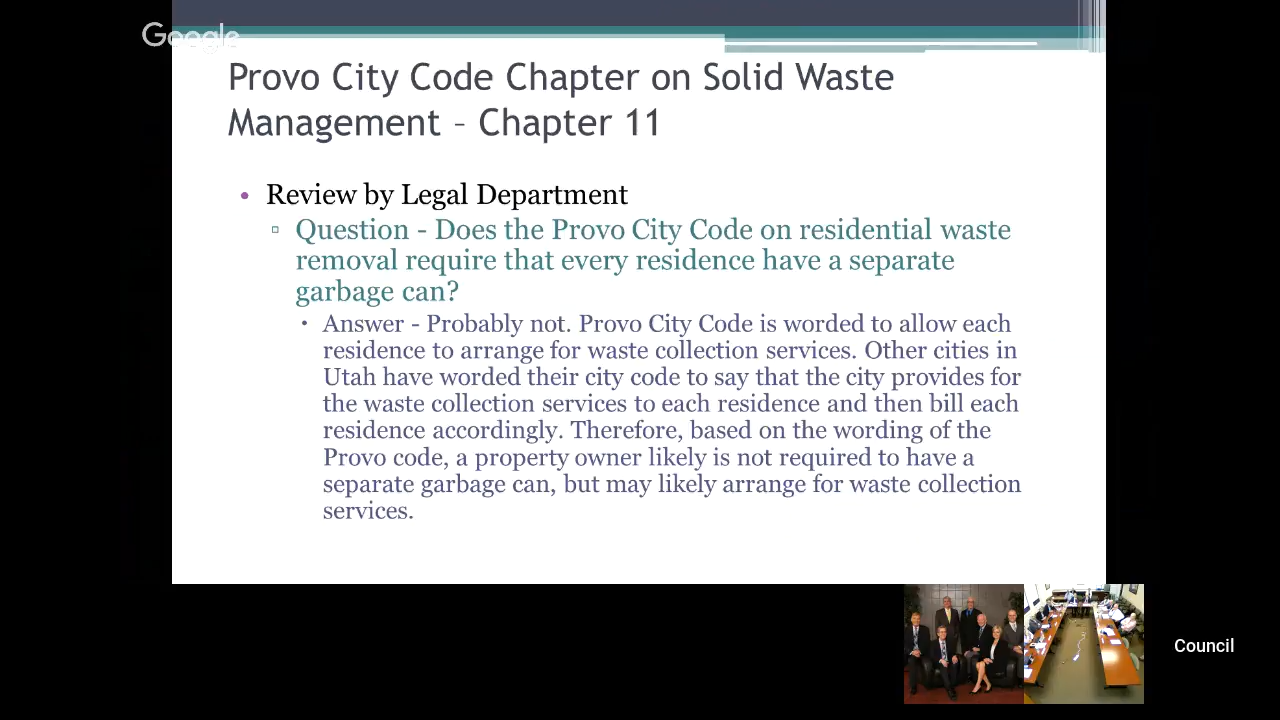 Google
Provo City Code Chapter on Solid Waste
Management – Chapter 11
• Review by Legal Department
▫ Question - Does the Provo City Code on residential waste
removal require that every residence have a separate
garbage can?
• Answer - Probably not. Provo City Code is worded to allow each
residence to arrange for waste collection services. Other cities in
Utah have worded their city code to say that the city provides for
the waste collection services to each residence and then bill each
residence accordingly. Therefore, based on the wording of the
Provo code, a property owner likely is not required to have a
separate garbage can, but may likely arrange for waste collection
services.
Council